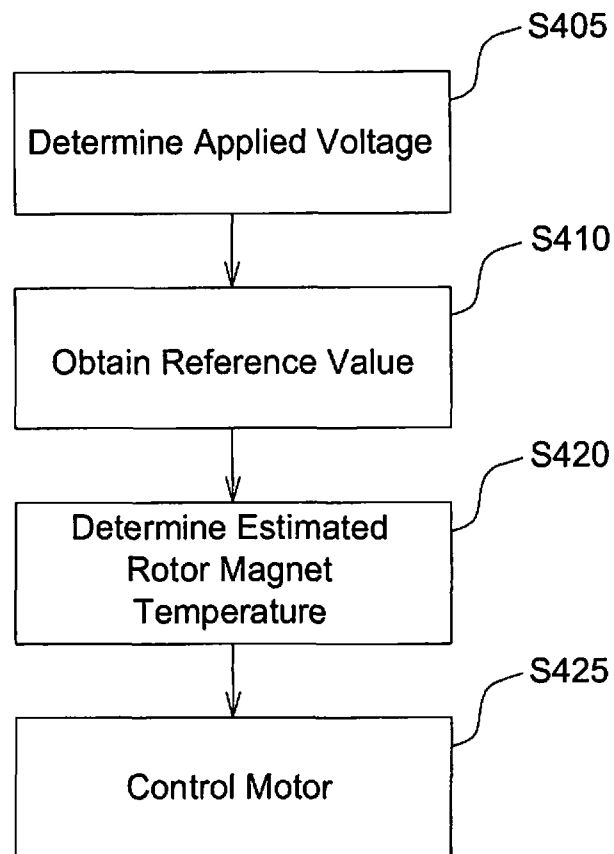 S405
Determine Applied Voltage
S410
Obtain Reference Value
S420
Determine Estimated
Rotor Magnet
Temperature
S425
Control Motor